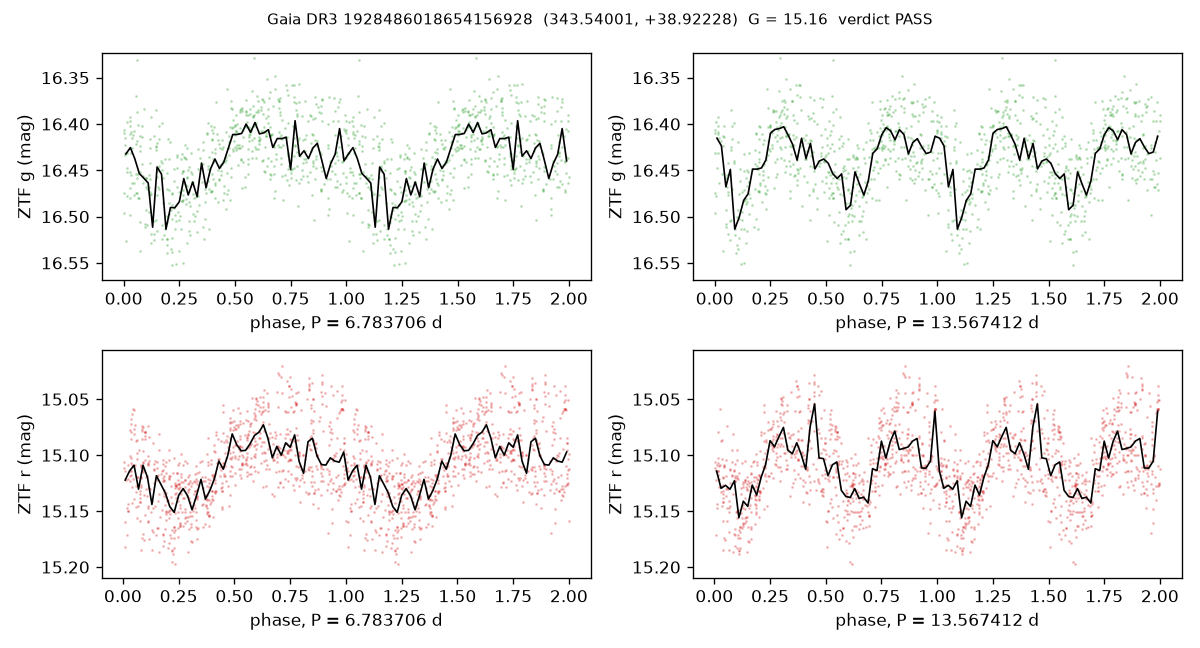 Gaia DR3 1928486018654156928 (343.54001, +38.92228) G = 15.16 verdict PASS
ZTF g (mag)
16.35
16.40
16.45
16.50
16.55
0.00 0.25 0.50 0.75 1.00 1.25 1.50 1.75 2.00
phase, P = 6.783706 d
ZTF g (mag)
16.35
16.40
16.45
16.50
16.55
0.00 0.25 0.50 0.75 1.00 1.25 1.50 1.75 2.00
phase, P = 13.567412 d
ZTF r (mag)
15.05
15.10
15.15
15.20
0.00 0.25 0.50 0.75 1.00 1.25 1.50 1.75 2.00
phase, P = 6.783706 d
ZTF r (mag)
15.05
15.10
15.15
15.20
0.00 0.25 0.50 0.75 1.00 1.25 1.50 1.75 2.00
phase, P = 13.567412 d